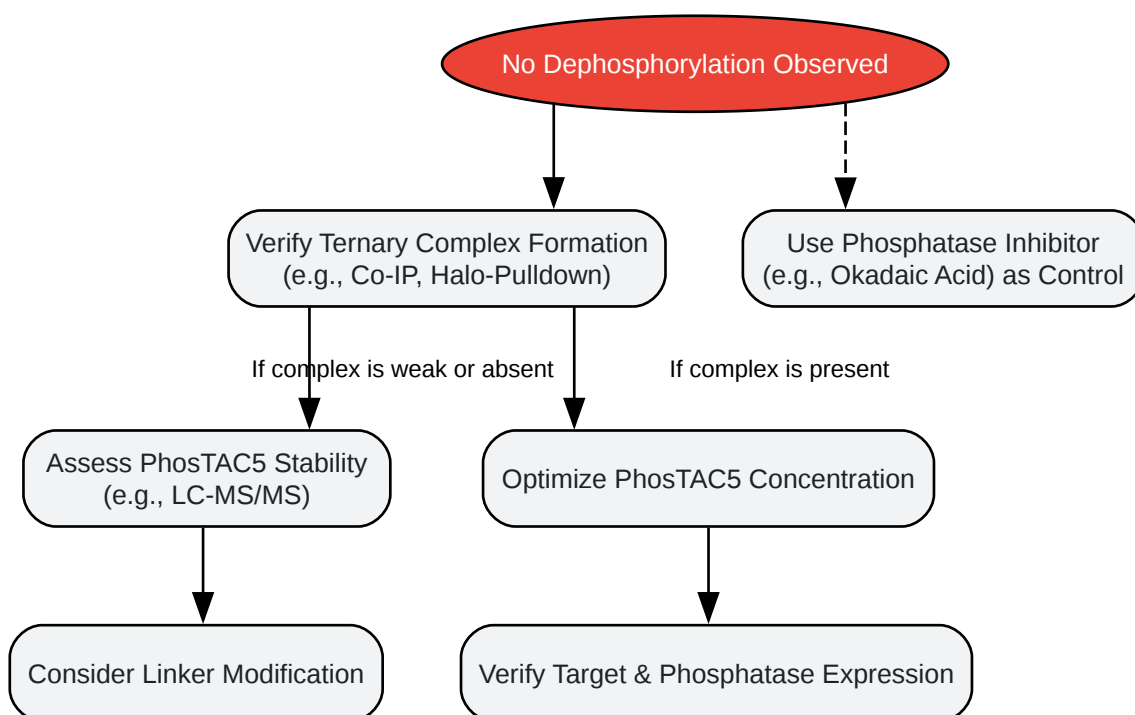 No Dephosphorylation Observed
Verify Ternary Complex Formation
(e.g., Co-IP, Halo-Pulldown)
Use Phosphatase Inhibitor
(e.g., Okadaic Acid) as Control
If complex is weak or absent
If complex is present
Assess PhosTAC5 Stability
(e.g., LC-MS/MS)
Optimize PhosTAC5 Concentration
Consider Linker Modification
Verify Target & Phosphatase Expression